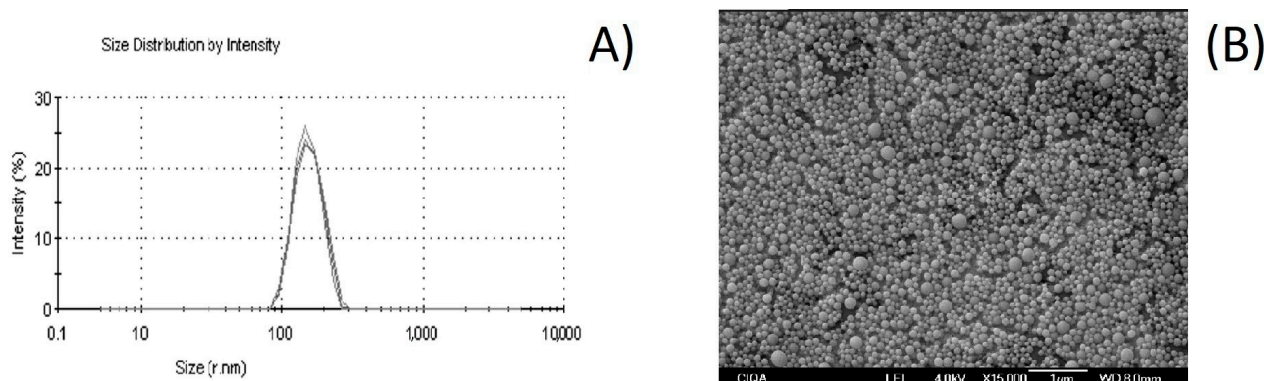 Size Distribution by Intensity
A)
30
20
10
0
Intensity (%)
0.1 10 100 1,000 10,000
Size (r.nm)
(B)
CIQA LEI 4.0kV X15,000 1μm WD 8.0mm